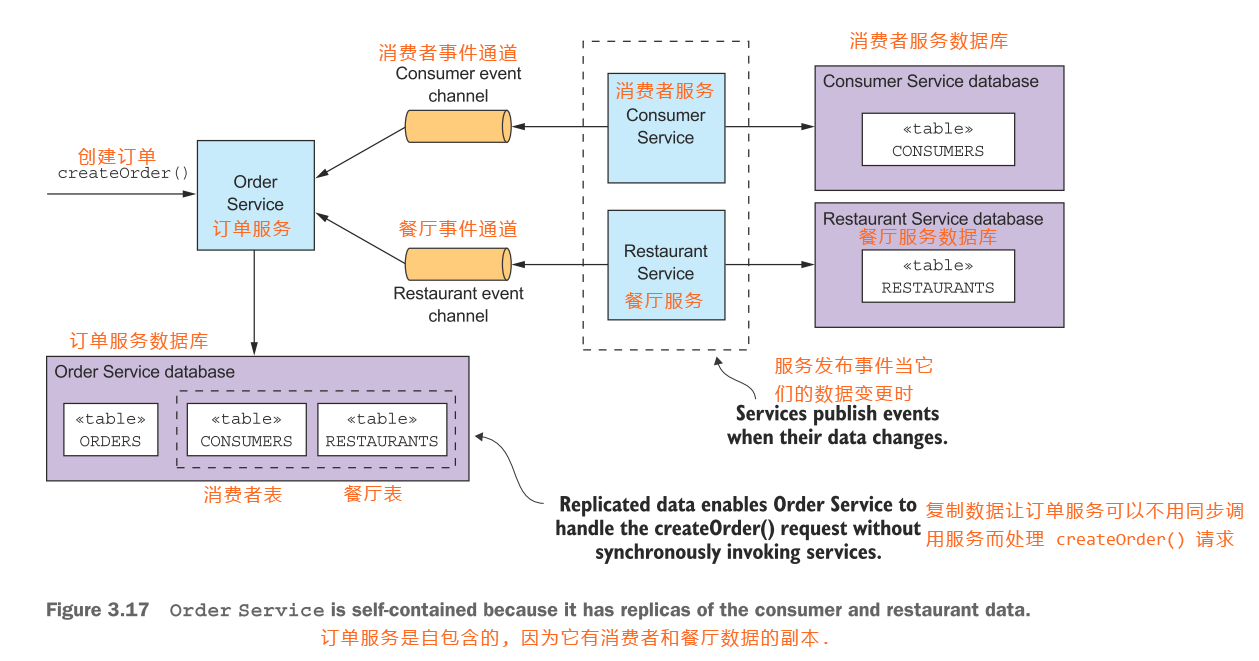 消费者事件通道
Consumer event
channel
消费者服务
Consumer
Service
消费者服务数据库
Consumer Service database
«table»
CONSUMERS
创建订单
createOrder()
Order
Service
订单服务
餐厅事件通道
Restaurant event
channel
Restaurant
Service
餐厅服务
Restaurant Service database
餐厅服务数据库
«table»
RESTAURANTS
订单服务数据库
Order Service database
«table»
ORDERS
«table»
CONSUMERS
«table»
RESTAURANTS
消费者表
餐厅表
服务发布事件当它
们的数据变更时
Services publish events
when their data changes.
Replicated data enables Order Service to
handle the createOrder() request without
synchronously invoking services.
复制数据让订单服务可以不用同步调
用服务而处理 createOrder() 请求
Figure 3.17 Order Service is self-contained because it has replicas of the consumer and restaurant data.
订单服务是自包含的, 因为它有消费者和餐厅数据的副本.